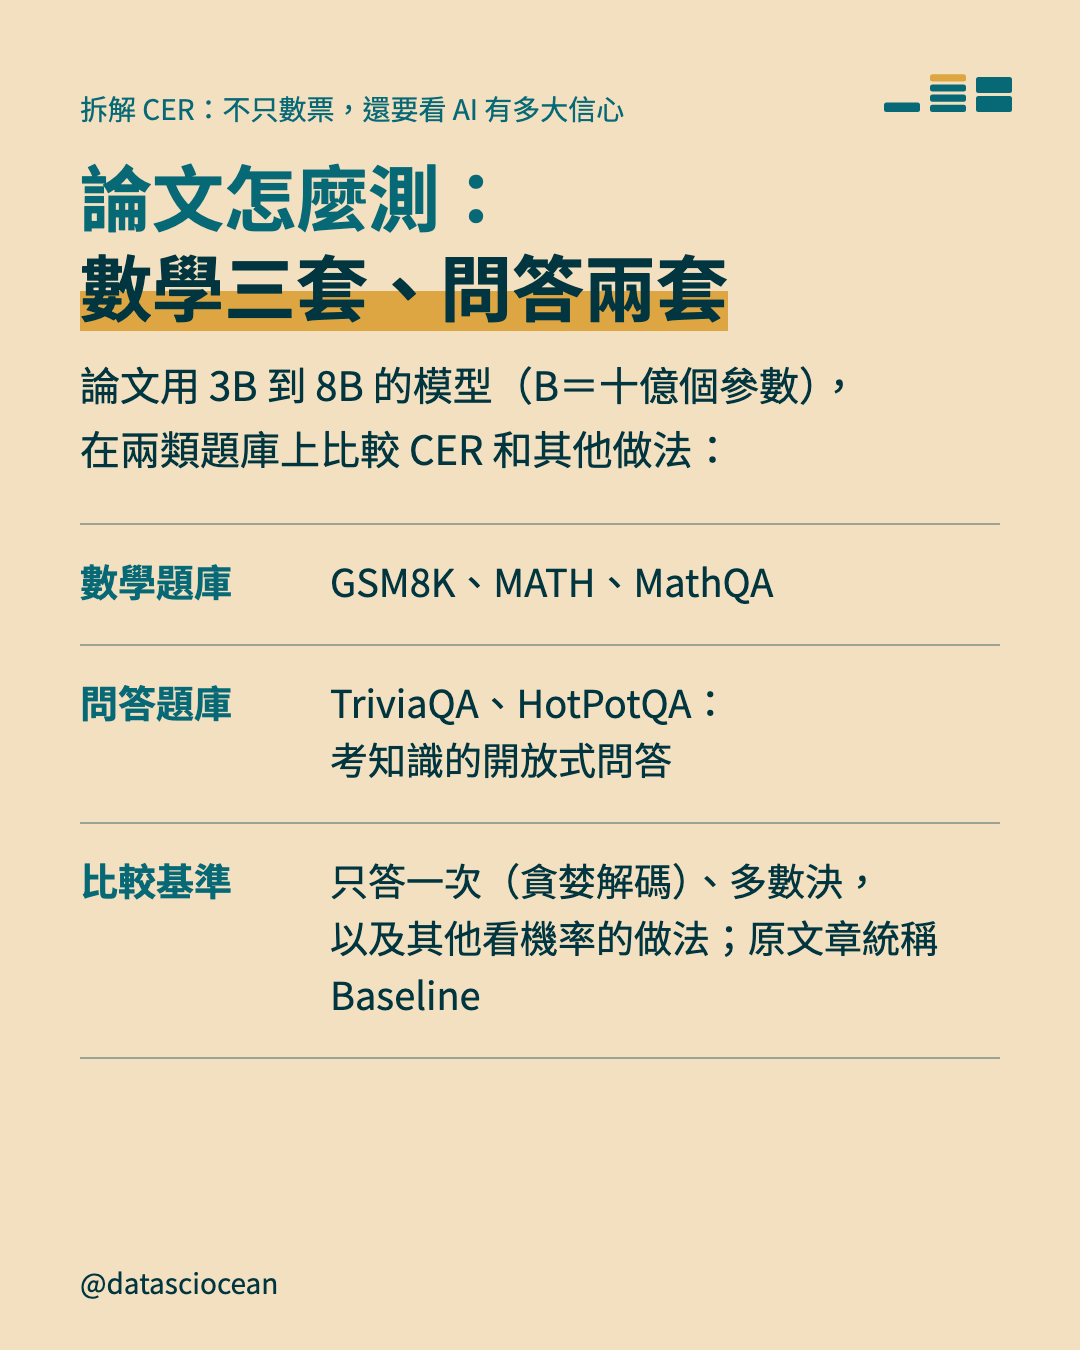 拆解 CER：不只數票，還要看 AI 有多大信心
論文怎麼測：
數學三套、問答兩套
論文用 3B 到 8B 的模型（B＝十億個參數），
在兩類題庫上比較 CER 和其他做法：
數學題庫
GSM8K、MATH、MathQA
問答題庫
TriviaQA、HotPotQA：
考知識的開放式問答
比較基準
只答一次（貪婪解碼）、多數決，
以及其他看機率的做法；原文章統稱
Baseline
@datasciocean